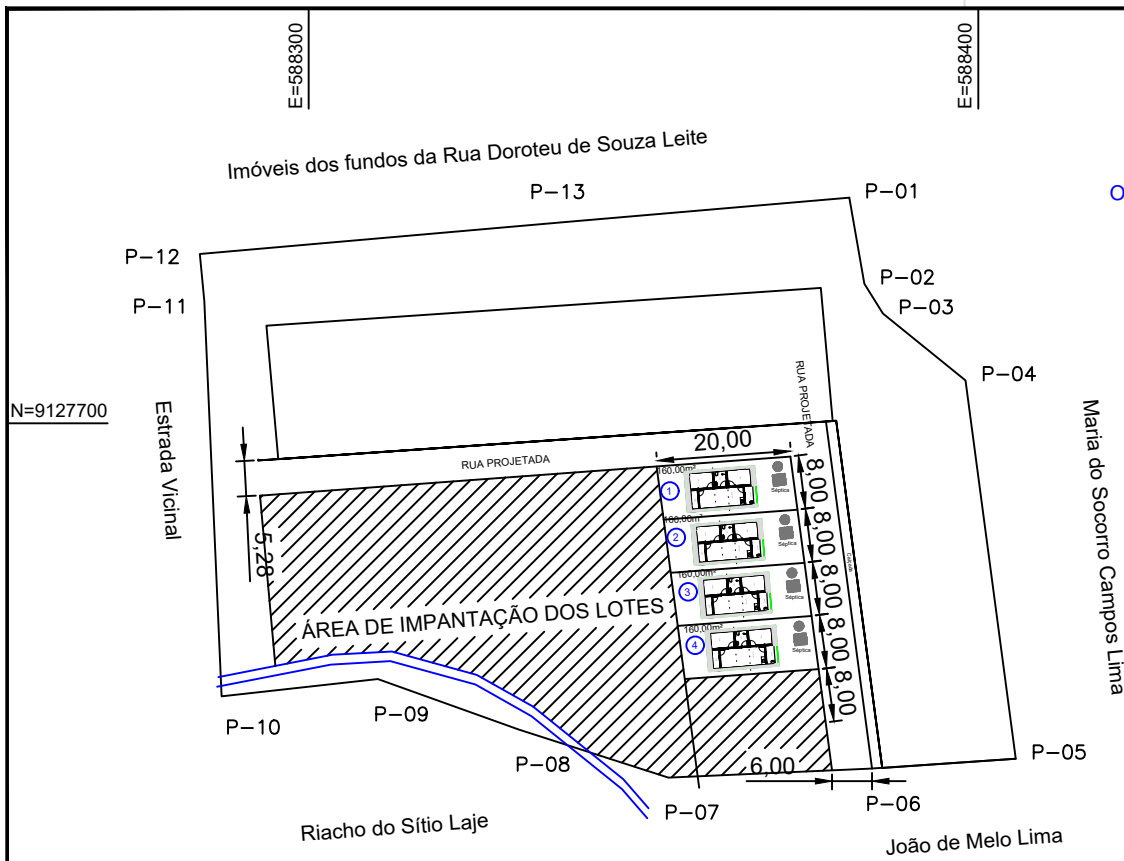 E=588300
E=588400
Imóveis dos fundos da Rua Doroteu de Souza Leite
P-13
P-01
O
P-12
P-02
P-11
P-03
P-04
N=9127700
Estrada Vicinal
RUA PROJETADA
RUA PROJETADA
20,00
Maria do Socorro Campos Lima
160,00m²
1
Séptica
8,00
5,28
160,00m²
2
Séptica
8,00
Calçada
160,00m²
3
Séptica
8,00
ÁREA DE IMPANTAÇÃO DOS LOTES
160,00m²
4
Séptica
8,00
8,00
P-10
P-09
P-08
6,00
P-05
P-07
P-06
Riacho do Sítio Laje
João de Melo Lima